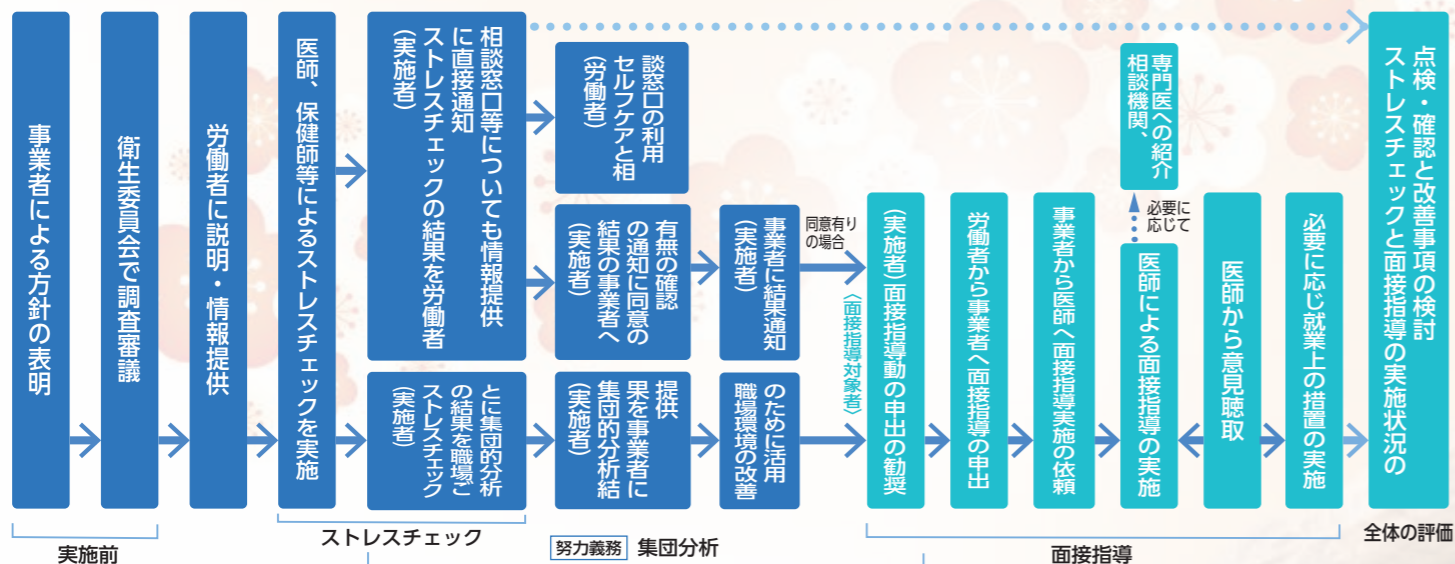 事業者による方針の表明
衛生委員会で調査審議
労働者に説明・情報提供
医師、保健師等によるストレスチェックを実施
相談窓口等についても情報提供
に直接通知
ストレスチェックの結果を労働者
（実施者）
談窓口の利用
セルフケアと相
（労働者）
有無の確認
の通知に同意の
結果の事業者へ
（実施者）
事業者に結果通知
（実施者）
同意有り
の場合
とに集団的分析
の結果を職場ご
ストレスチェック
（実施者）
提供
果を事業者に
集団的分析結
（実施者）
のために活用
職場環境の改善
〈面接指導対象者〉
（実施者）面接指導動の申出の勧奨
労働者から事業者へ面接指導の申出
事業者から医師へ面接指導実施の依頼
専門医への紹介
相談機関、
必要に
応じて
医師による面接指導の実施
医師から意見聴取
必要に応じ就業上の措置の実施
点検・確認と改善事項の検討
ストレスチェックと面接指導の実施状況の
実施前
ストレスチェック
努力義務 集団分析
面接指導
全体の評価